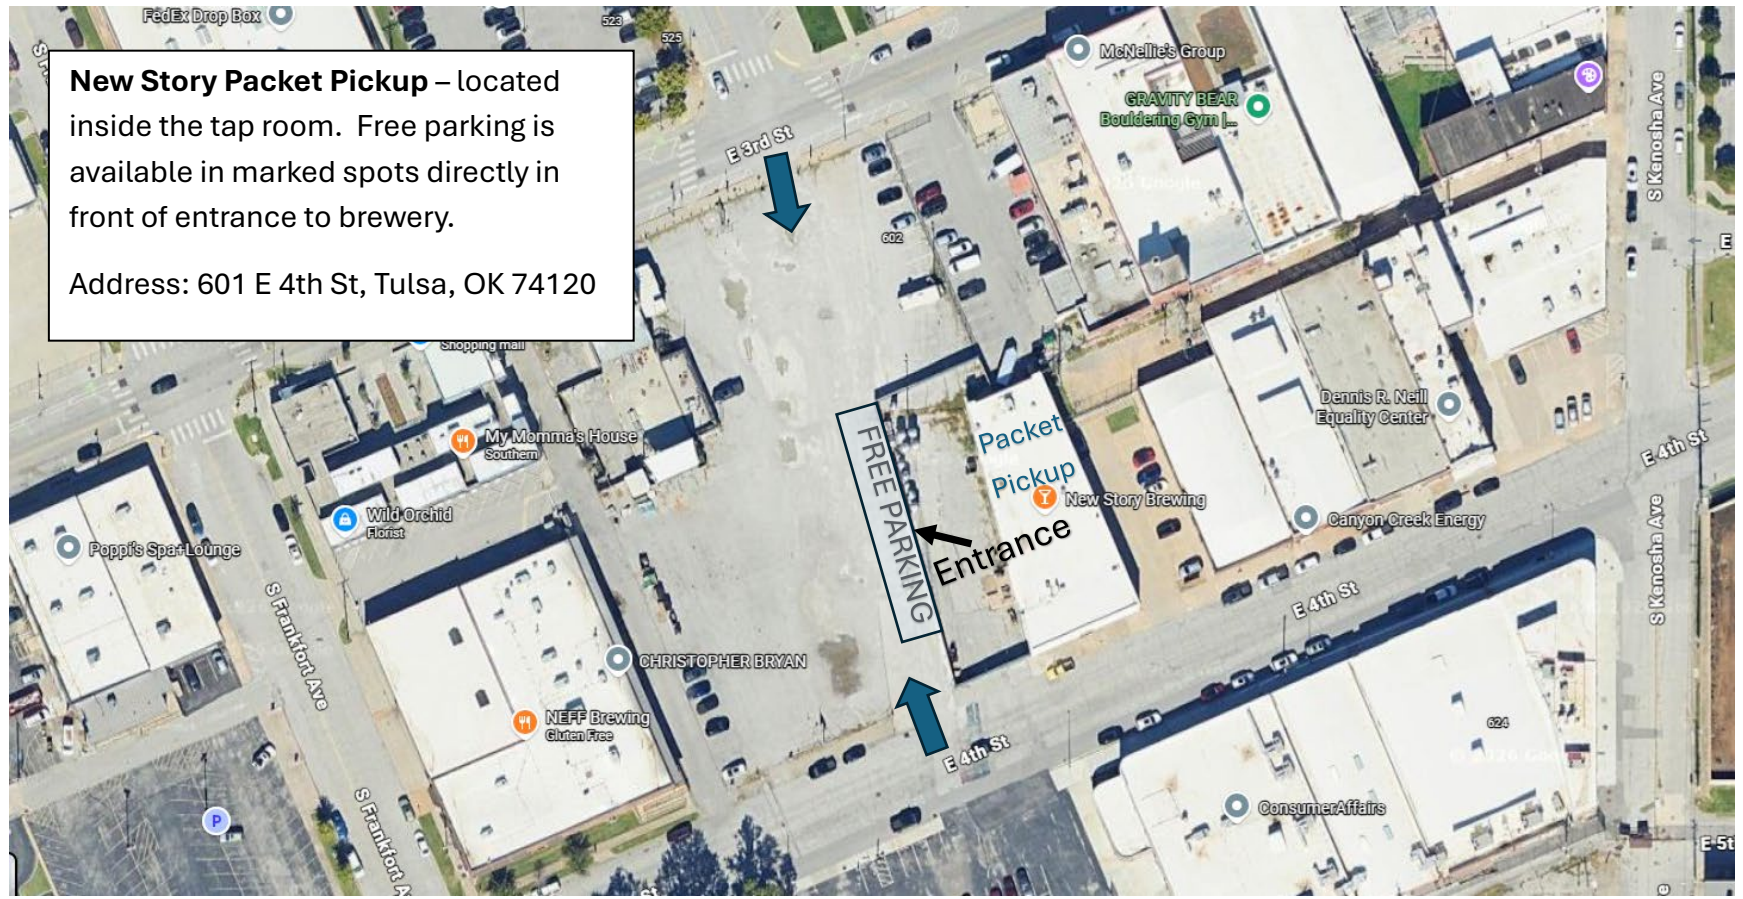 FedEx Drop Box
523
525
McNellie's Group
GRAVITY BEAR
Bouldering Gym |...
New Story Packet Pickup – located
inside the tap room.  Free parking is
available in marked spots directly in
front of entrance to brewery.
Address: 601 E 4th St, Tulsa, OK 74120
E 3rd St
S Kenosha Ave
602
E
Shopping mall
Dennis R. Neill
Equality Center
My Momma's House
Southern
FREE PARKING
Packet
Pickup
New Story Brewing
Entrance
E 4th St
Wild Orchid
Florist
Poppi's Spa+Lounge
Canyon Creek Energy
S Kenosha Ave
S Frankfort Ave
E 4th St
CHRISTOPHER BRYAN
NEFF Brewing
Gluten Free
E 4th St
624
P
S Frankfort A
ConsumerAffairs
E 5t
St
e